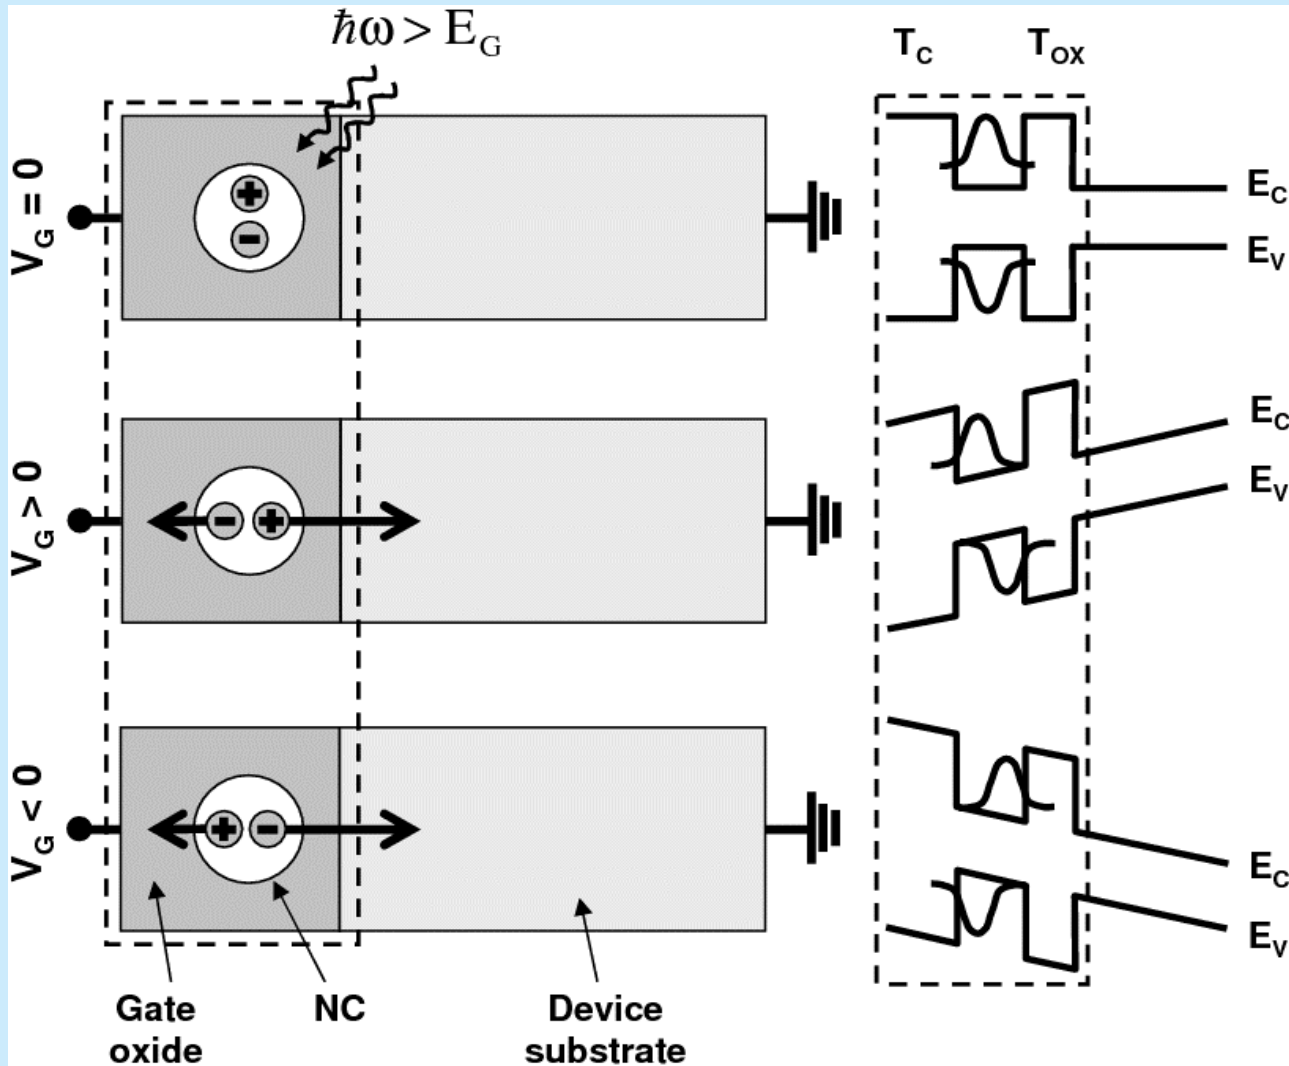 ħω > E_G
T_C T_OX
V_G = 0
+
−
E_C
E_V
V_G > 0
− +
E_C
E_V
V_G < 0
+ −
E_C
E_V
Gate oxide
NC
Device substrate